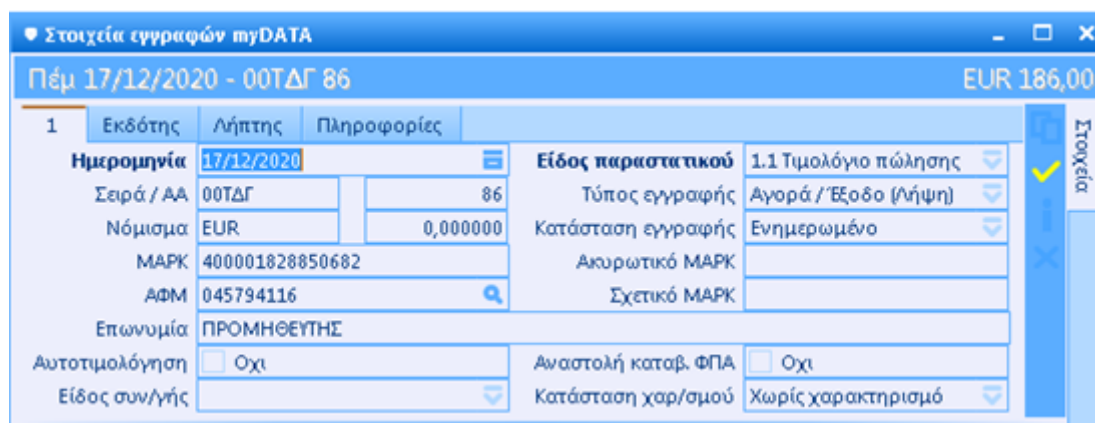 Στοιχεία εγγραφών myDATA
Πέμ 17/12/2020 - 00ΤΔΓ 86 EUR 186,00
1 Εκδότης Λήπτης Πληροφορίες
Στοιχεία
Ημερομηνία 17/12/2020 Είδος παραστατικού 1.1 Τιμολόγιο πώλησης
Σειρά / ΑΑ 00ΤΔΓ 86 Τύπος εγγραφής Αγορά / Έξοδο (Λήψη)
Νόμισμα EUR 0,000000 Κατάσταση εγγραφής Ενημερωμένο
ΜΑΡΚ 400001828850682 Ακυρωτικό ΜΑΡΚ
ΑΦΜ 045794116 Σχετικό ΜΑΡΚ
Επωνυμία ΠΡΟΜΗΘΕΥΤΗΣ
Αυτοτιμολόγηση Οχι Αναστολή καταβ. ΦΠΑ Οχι
Είδος συν/γής Κατάσταση χαρ/σμού Χωρίς χαρακτηρισμό